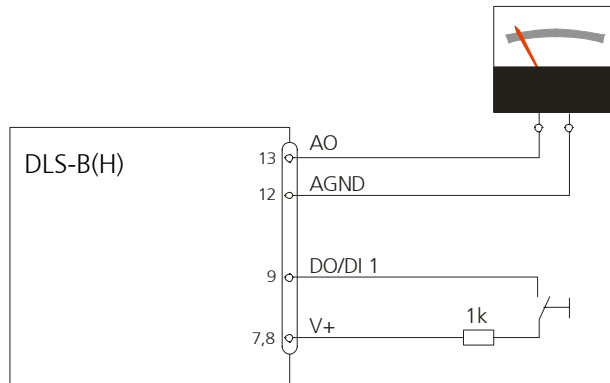 DLS-B(H)
13 AO
12 AGND
9 DO/DI 1
7,8 V+
1k